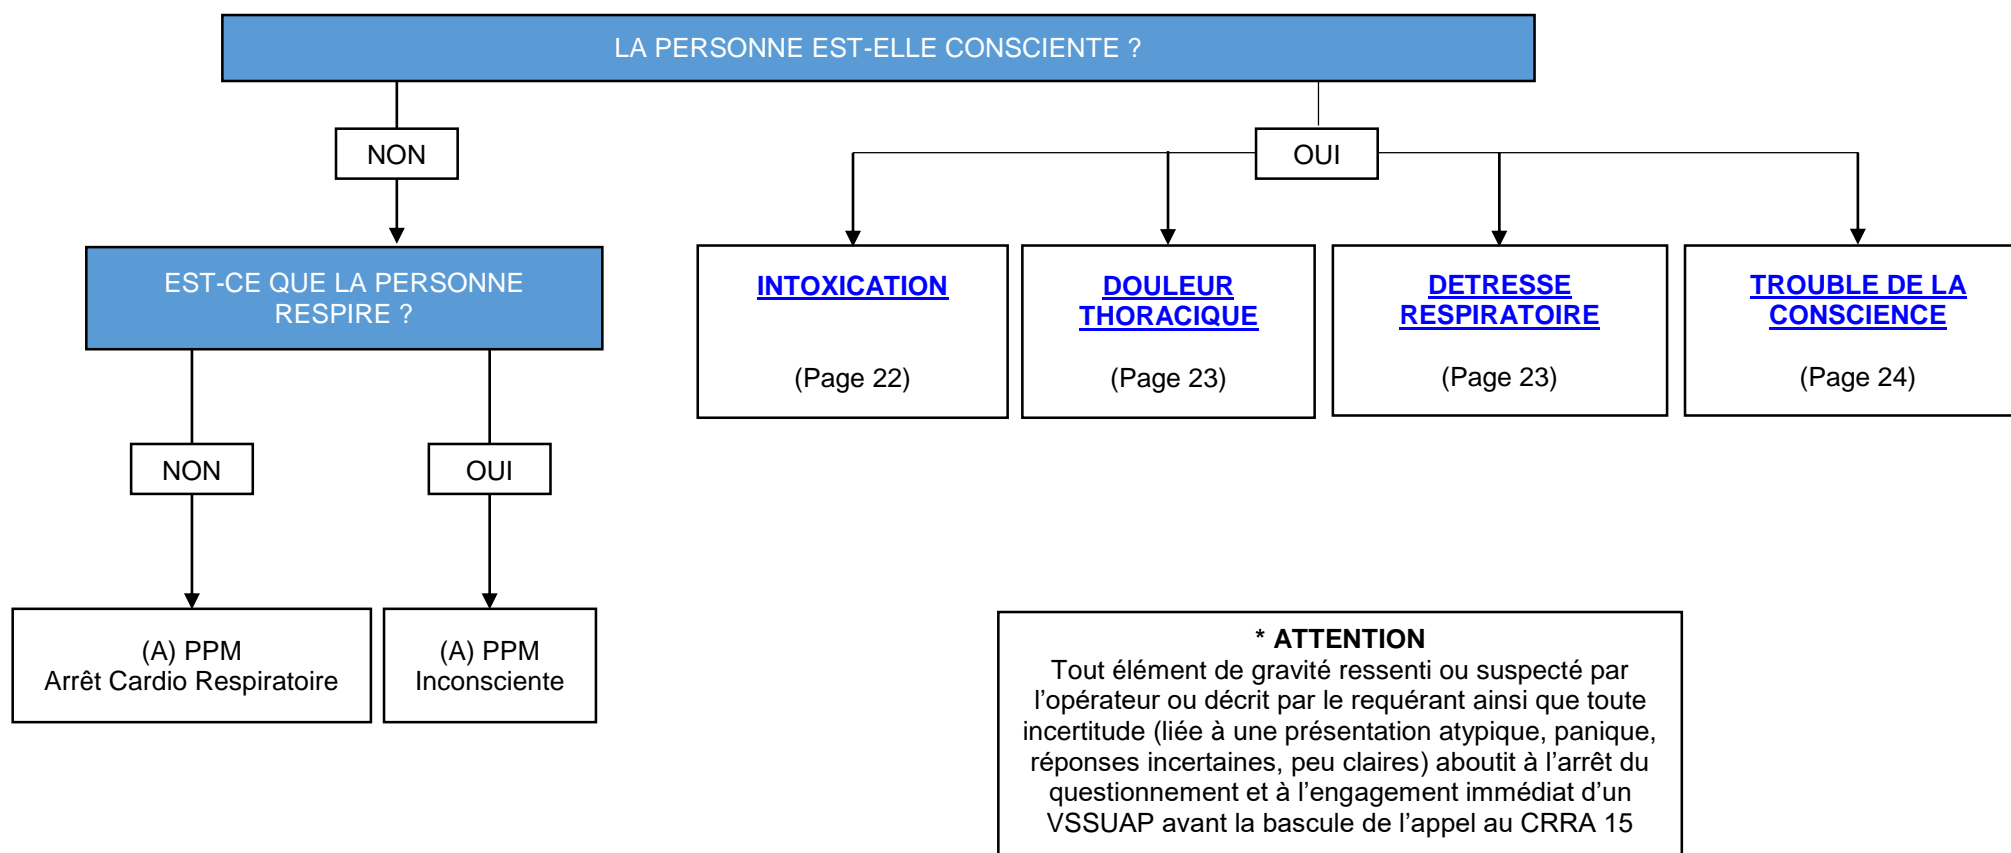 LA PERSONNE EST-ELLE CONSCIENTE ?
NON
OUI
EST-CE QUE LA PERSONNE
RESPIRE ?
INTOXICATION
(Page 22)
DOULEUR
THORACIQUE
(Page 23)
DETRESSE
RESPIRATOIRE
(Page 23)
TROUBLE DE LA
CONSCIENCE
(Page 24)
NON
OUI
(A) PPM
Arrêt Cardio Respiratoire
(A) PPM
Inconsciente
* ATTENTION
Tout élément de gravité ressenti ou suspecté par
l’opérateur ou décrit par le requérant ainsi que toute
incertitude (liée à une présentation atypique, panique,
réponses incertaines, peu claires) aboutit à l’arrêt du
questionnement et à l’engagement immédiat d’un
VSSUAP avant la bascule de l’appel au CRRA 15